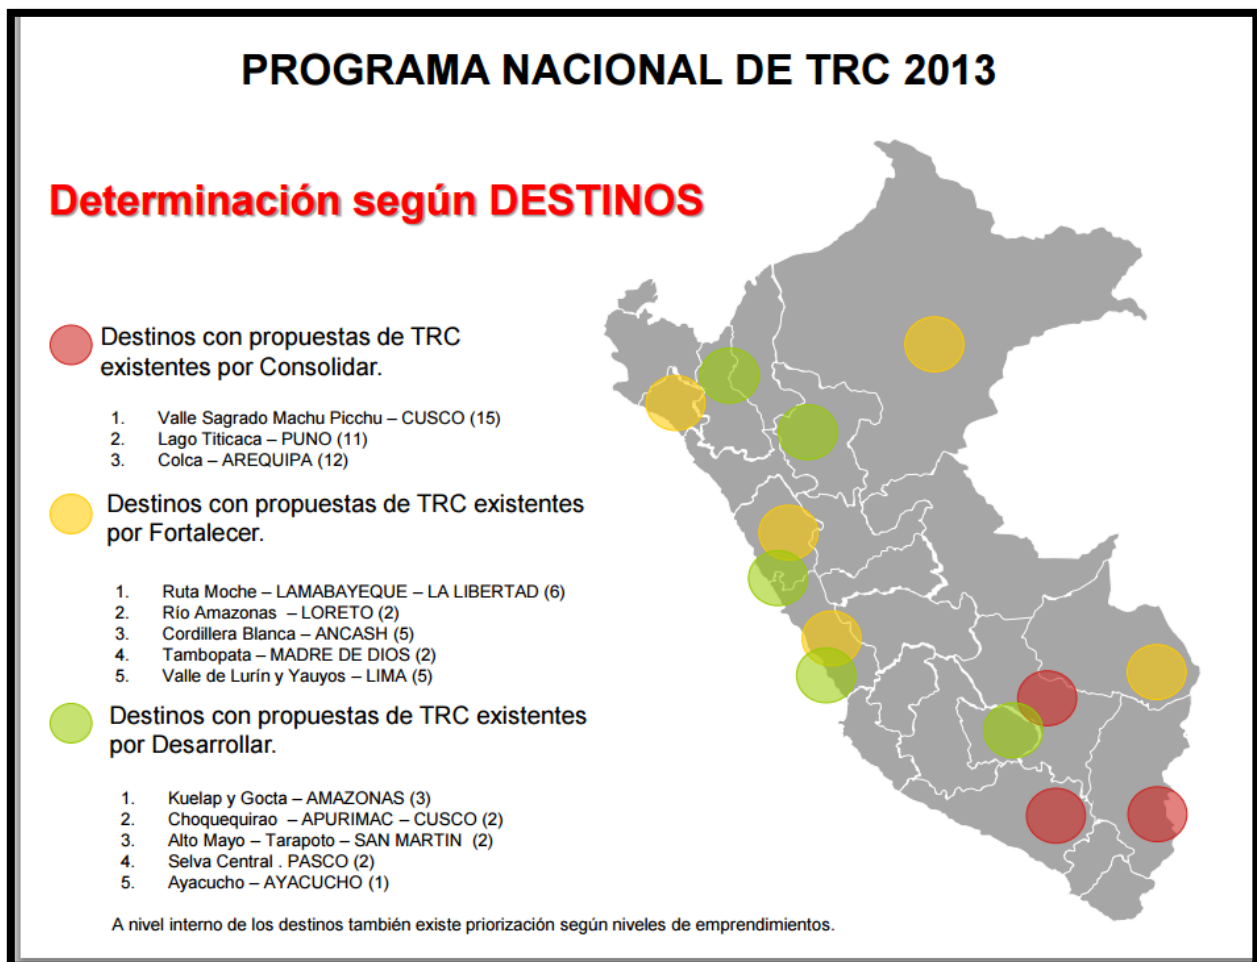 PROGRAMA NACIONAL DE TRC 2013
Determinación según DESTINOS
Destinos con propuestas de TRC
existentes por Consolidar.
1. Valle Sagrado Machu Picchu – CUSCO (15)
2. Lago Titicaca – PUNO (11)
3. Colca – AREQUIPA (12)
Destinos con propuestas de TRC existentes
por Fortalecer.
1. Ruta Moche – LAMABAYEQUE – LA LIBERTAD (6)
2. Río Amazonas – LORETO (2)
3. Cordillera Blanca – ANCASH (5)
4. Tambopata – MADRE DE DIOS (2)
5. Valle de Lurín y Yauyos – LIMA (5)
Destinos con propuestas de TRC existentes
por Desarrollar.
1. Kuelap y Gocta – AMAZONAS (3)
2. Choquequirao – APURIMAC – CUSCO (2)
3. Alto Mayo – Tarapoto – SAN MARTIN (2)
4. Selva Central . PASCO (2)
5. Ayacucho – AYACUCHO (1)
A nivel interno de los destinos también existe priorización según niveles de emprendimientos.